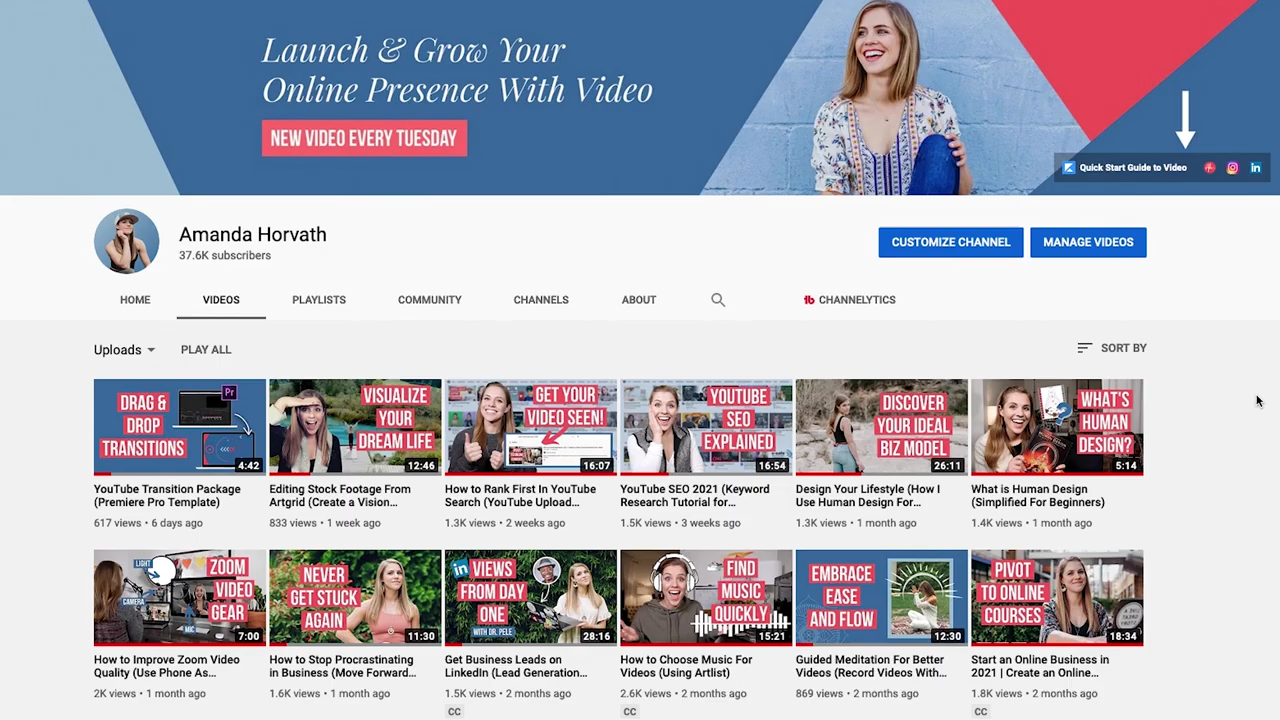 Launch & Grow Your
Online Presence With Video
NEW VIDEO EVERY TUESDAY
Quick Start Guide to Video
Amanda Horvath
37.6K subscribers
CUSTOMIZE CHANNEL
MANAGE VIDEOS
HOME
VIDEOS
PLAYLISTS
COMMUNITY
CHANNELS
ABOUT
CHANNELYTICS
Uploads
PLAY ALL
SORT BY
DRAG &
DROP
TRANSITIONS
Pr
4:42
YouTube Transition Package
(Premiere Pro Template)
617 views • 6 days ago
VISUALIZE
YOUR
DREAM LIFE
12:46
Editing Stock Footage From
Artgrid (Create a Vision...
833 views • 1 week ago
GET YOUR
VIDEO SEEN!
16:07
How to Rank First In YouTube
Search (YouTube Upload...
1.3K views • 2 weeks ago
YOUTUBE
SEO
EXPLAINED
16:54
YouTube SEO 2021 (Keyword
Research Tutorial for...
1.5K views • 3 weeks ago
DISCOVER
YOUR IDEAL
BIZ MODEL
26:11
Design Your Lifestyle (How I
Use Human Design For...
1.3K views • 1 month ago
WHAT'S
HUMAN
DESIGN?
5:14
What is Human Design
(Simplified For Beginners)
1.4K views • 1 month ago
LIGHT
CAMERA
MIC
ZOOM
VIDEO
GEAR
7:00
How to Improve Zoom Video
Quality (Use Phone As...
2K views • 1 month ago
NEVER
GET STUCK
AGAIN
11:30
How to Stop Procrastinating
in Business (Move Forward...
1.6K views • 1 month ago
in VIEWS
FROM DAY
ONE
WITH DR. PELE
28:16
Get Business Leads on
LinkedIn (Lead Generation...
1.5K views • 2 months ago
CC
FIND
MUSIC
QUICKLY
15:21
How to Choose Music For
Videos (Using Artlist)
2.6K views • 2 months ago
CC
EMBRACE
EASE
AND FLOW
12:30
Guided Meditation For Better
Videos (Record Videos With...
869 views • 2 months ago
PIVOT
TO ONLINE
COURSES
18:34
Start an Online Business in
2021 | Create an Online...
1.8K views • 2 months ago
CC